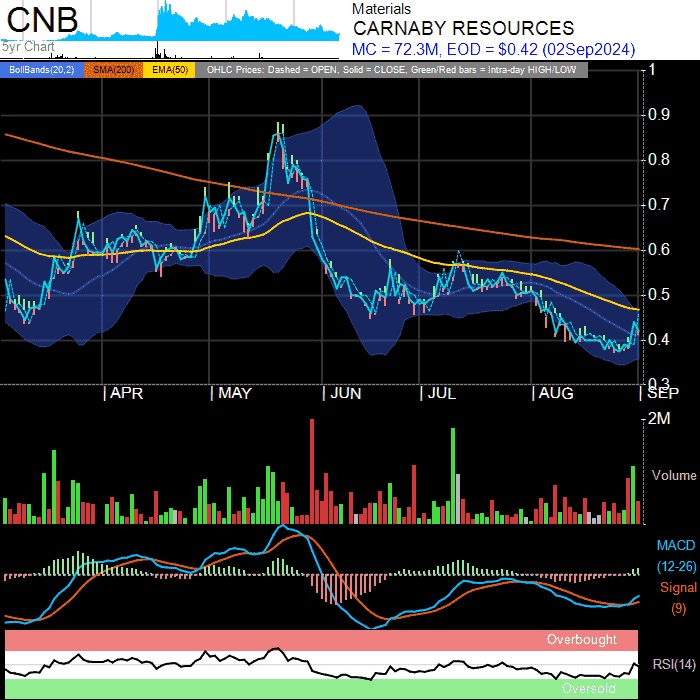 CNB
5yr Chart
Materials
CARNABY RESOURCES
MC = 72.3M, EOD = $0.42 (02Sep2024)
BollBands(20,2) SMA(200) EMA(50) OHLC Prices: Dashed = OPEN, Solid = CLOSE, Green/Red bars = Intra-day HIGH/LOW
1
0.9
0.8
0.7
0.6
0.5
0.4
0.3
APR MAY JUN JUL AUG SEP
2M
Volume
MACD
(12-26)
Signal
(9)
Overbought
RSI(14)
Oversold